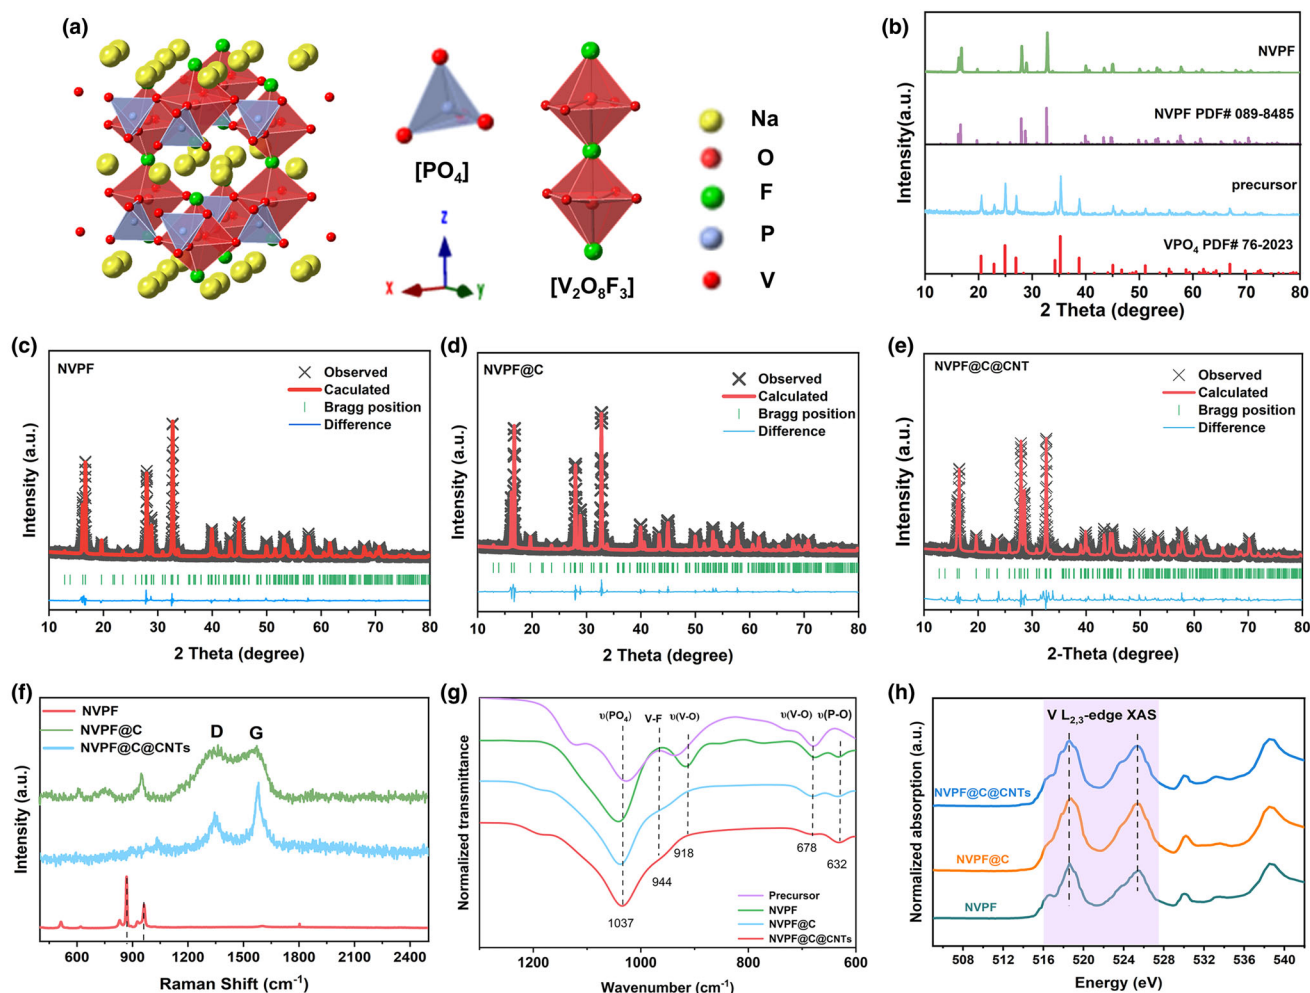 (a)
[PO₄]
z
x
y
[V₂O₈F₃]
Na
O
F
P
V
(b)
NVPF
NVPF PDF# 089-8485
precursor
VPO₄ PDF# 76-2023
Intensity(a.u.)
10 20 30 40 50 60 70 80
2 Theta (degree)
(c)
NVPF
Observed
Caculated
Bragg position
Difference
Intensity (a.u.)
10 20 30 40 50 60 70 80
2 Theta (degree)
(d)
NVPF@C
Observed
Calculated
Bragg position
Difference
Intensity (a.u.)
10 20 30 40 50 60 70 80
2 Theta (degree)
(e)
NVPF@C@CNT
Observed
Calculated
Bragg position
Difference
Intensity (a.u.)
10 20 30 40 50 60 70 80
2-Theta (degree)
(f)
NVPF
NVPF@C
NVPF@C@CNTs
D G
Intensity (a.u.)
600 900 1200 1500 1800 2100 2400
Raman Shift (cm⁻¹)
(g)
υ(PO₄) V-F υ(V-O) υ(V-O) υ(P-O)
1037
944
918
678
632
Precursor
NVPF
NVPF@C
NVPF@C@CNTs
Normalized transmittance
1200 1000 800 600
Wavenumber (cm⁻¹)
(h)
V L₂,₃-edge XAS
NVPF@C@CNTs
NVPF@C
NVPF
Normalized absorption (a.u.)
508 512 516 520 524 528 532 536 540
Energy (eV)